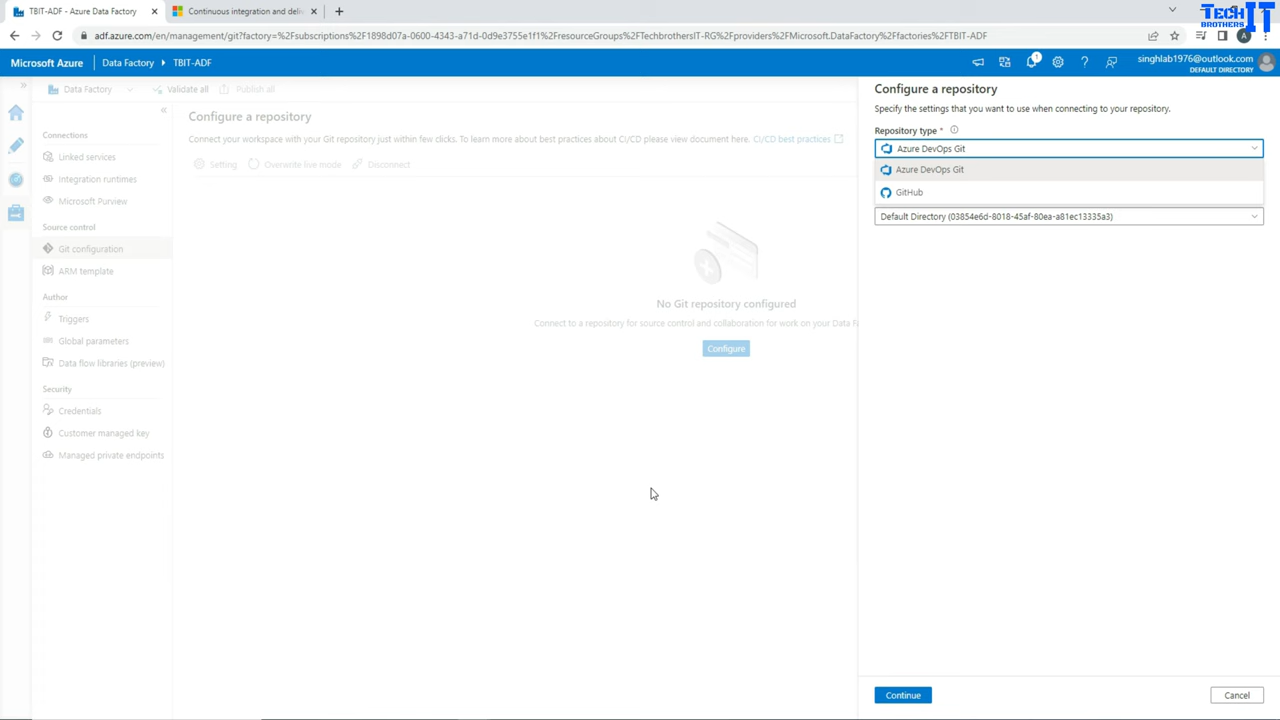 TBIT-ADF - Azure Data Factory
Continuous integration and deliv
TECH
BROTHERS
IT
adf.azure.com/en/management/git?factory=%2Fsubscriptions%2F1898d07a-0600-4343-a71d-0d9e3755e1f1%2FresourceGroups%2FTechbrothersIT-RG%2Fproviders%2FMicrosoft.DataFactory%2Ffactories%2FTBIT-ADF
A
Microsoft Azure
Data Factory
TBIT-ADF
1
singhlab1976@outlook.com
DEFAULT DIRECTORY
Data Factory
Validate all
Publish all
Connections
Linked services
Integration runtimes
Microsoft Purview
Source control
Git configuration
ARM template
Author
Triggers
Global parameters
Data flow libraries (preview)
Security
Credentials
Customer managed key
Managed private endpoints
Configure a repository
Connect your workspace with your Git repository just within few clicks. To learn more about best practices about CI/CD please view document here. CI/CD best practices
Setting
Overwrite live mode
Disconnect
No Git repository configured
Connect to a repository for source control and collaboration for work on your Data Fa
Configure
Configure a repository
Specify the settings that you want to use when connecting to your repository.
Repository type *
Azure DevOps Git
Azure DevOps Git
GitHub
Default Directory (03854e6d-8018-45af-80ea-a81ec13335a3)
Continue
Cancel